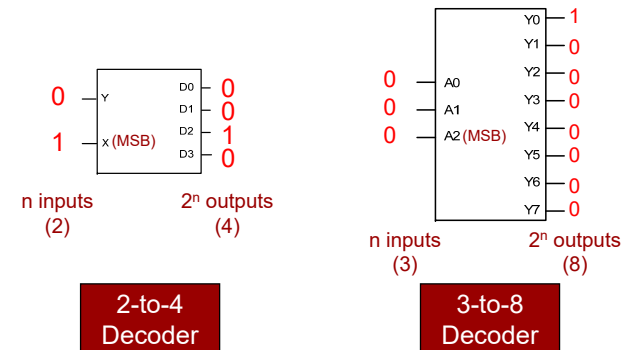 0 Y D0 0
D1 0
1 X (MSB) D2 1
D3 0
n inputs
(2)
2ⁿ outputs
(4)
2-to-4
Decoder
Y0 1
Y1 0
0 A0 Y2 0
0 A1 Y3 0
0 A2 (MSB) Y4 0
Y5 0
Y6 0
Y7 0
n inputs
(3)
2ⁿ outputs
(8)
3-to-8
Decoder